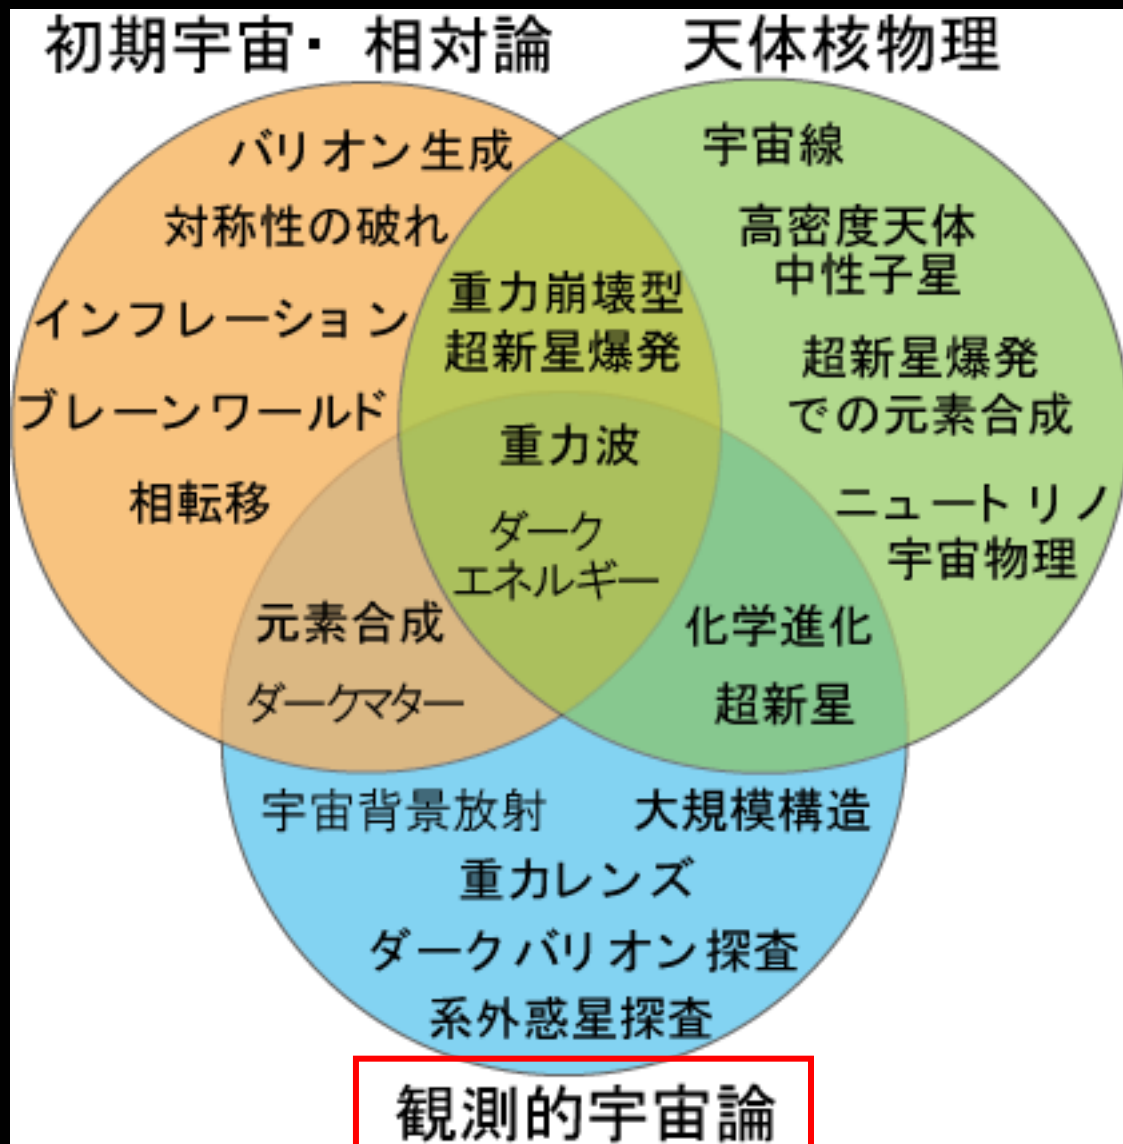 初期宇宙・相対論
天体核物理
バリオン生成
対称性の破れ
インフレーション
ブレーンワールド
相転移
宇宙線
高密度天体
中性子星
超新星爆発
での元素合成
ニュートリノ
宇宙物理
重力崩壊型
超新星爆発
重力波
ダーク
エネルギー
元素合成
ダークマター
化学進化
超新星
宇宙背景放射
大規模構造
重力レンズ
ダークバリオン探査
系外惑星探査
観測的宇宙論